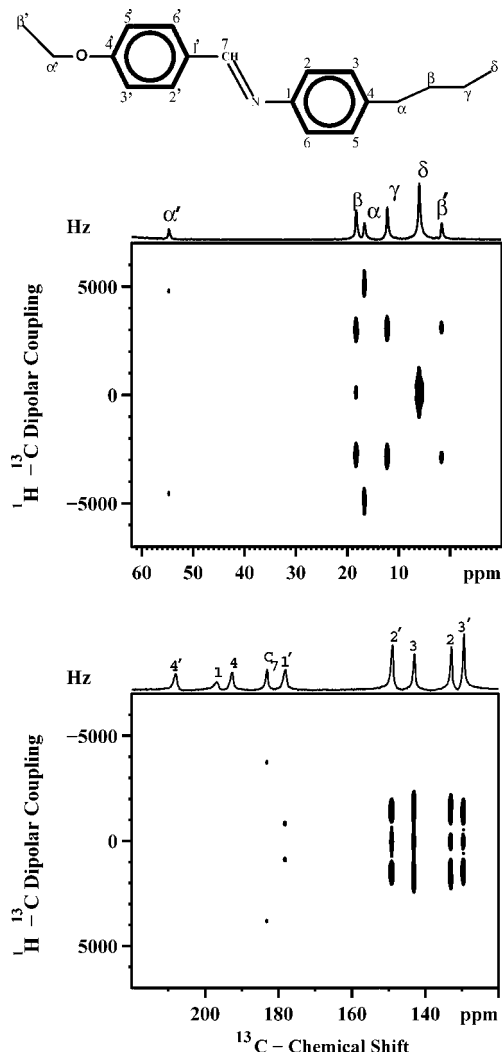 β' 5' 6' CH 7 2 3
4' 1' β δ
O N 1 4 γ
α' 3' 2' 6 5 α
δ
β γ β'
α' α
Hz
5000
0
−5000
¹H − ¹³C Dipolar Coupling
60 50 40 30 20 10 ppm
2' 3'
4' 1 4 C₇ 1' 3 2
Hz
−5000
0
5000
¹H − ¹³C Dipolar Coupling
200 180 160 140 ppm
¹³C − Chemical Shift